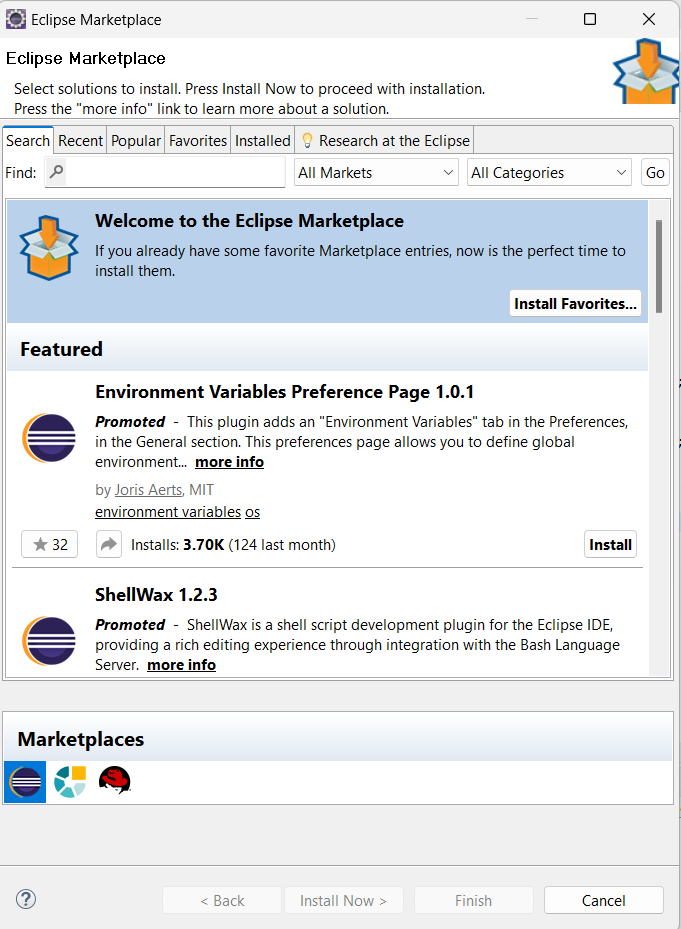 Eclipse Marketplace
Eclipse Marketplace
Select solutions to install. Press Install Now to proceed with installation.
Press the "more info" link to learn more about a solution.
Search Recent Popular Favorites Installed Research at the Eclipse
Find: All Markets All Categories Go
Welcome to the Eclipse Marketplace
If you already have some favorite Marketplace entries, now is the perfect time to
install them.
Install Favorites...
Featured
Environment Variables Preference Page 1.0.1
Promoted - This plugin adds an "Environment Variables" tab in the Preferences,
in the General section. This preferences page allows you to define global
environment... more info
by Joris Aerts, MIT
environment variables os
32 Installs: 3.70K (124 last month) Install
ShellWax 1.2.3
Promoted - ShellWax is a shell script development plugin for the Eclipse IDE,
providing a rich editing experience through integration with the Bash Language
Server. more info
Marketplaces
? < Back Install Now > Finish Cancel